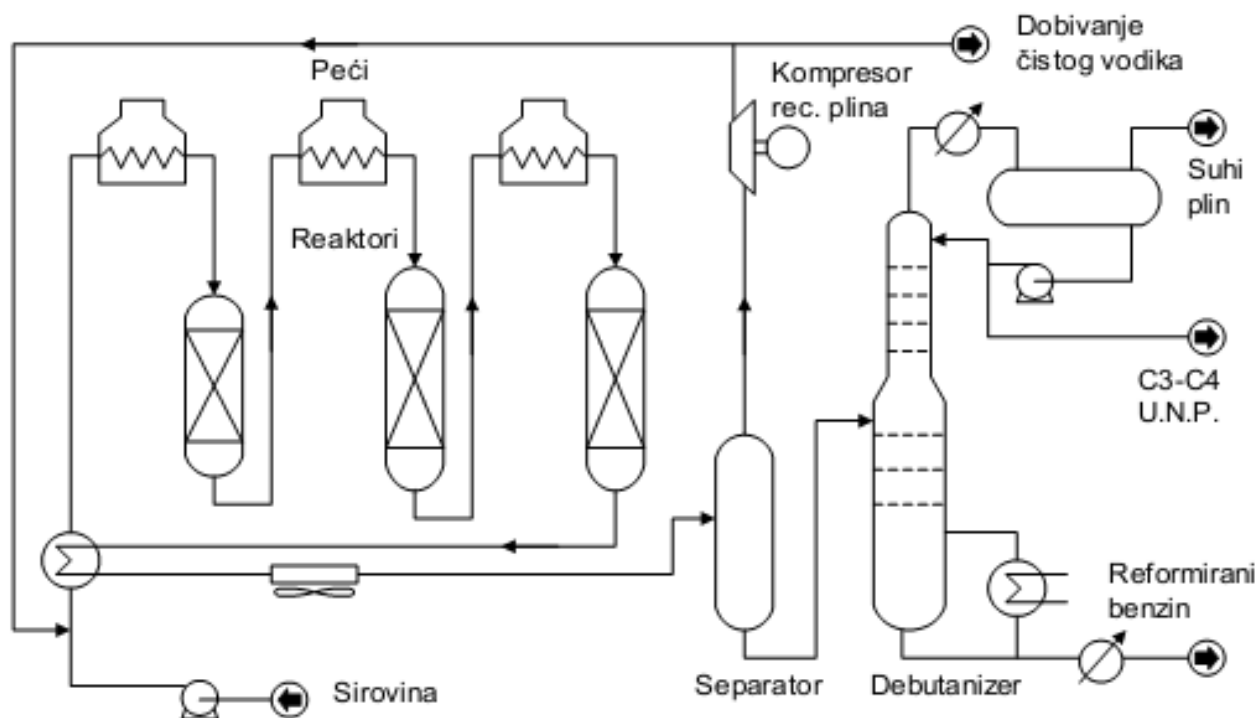 Dobivanje
čistog vodika
Peći
Kompresor
rec. plina
Suhi
plin
Reaktori
C3-C4
U.N.P.
Reformirani
benzin
Sirovina
Separator
Debutanizer